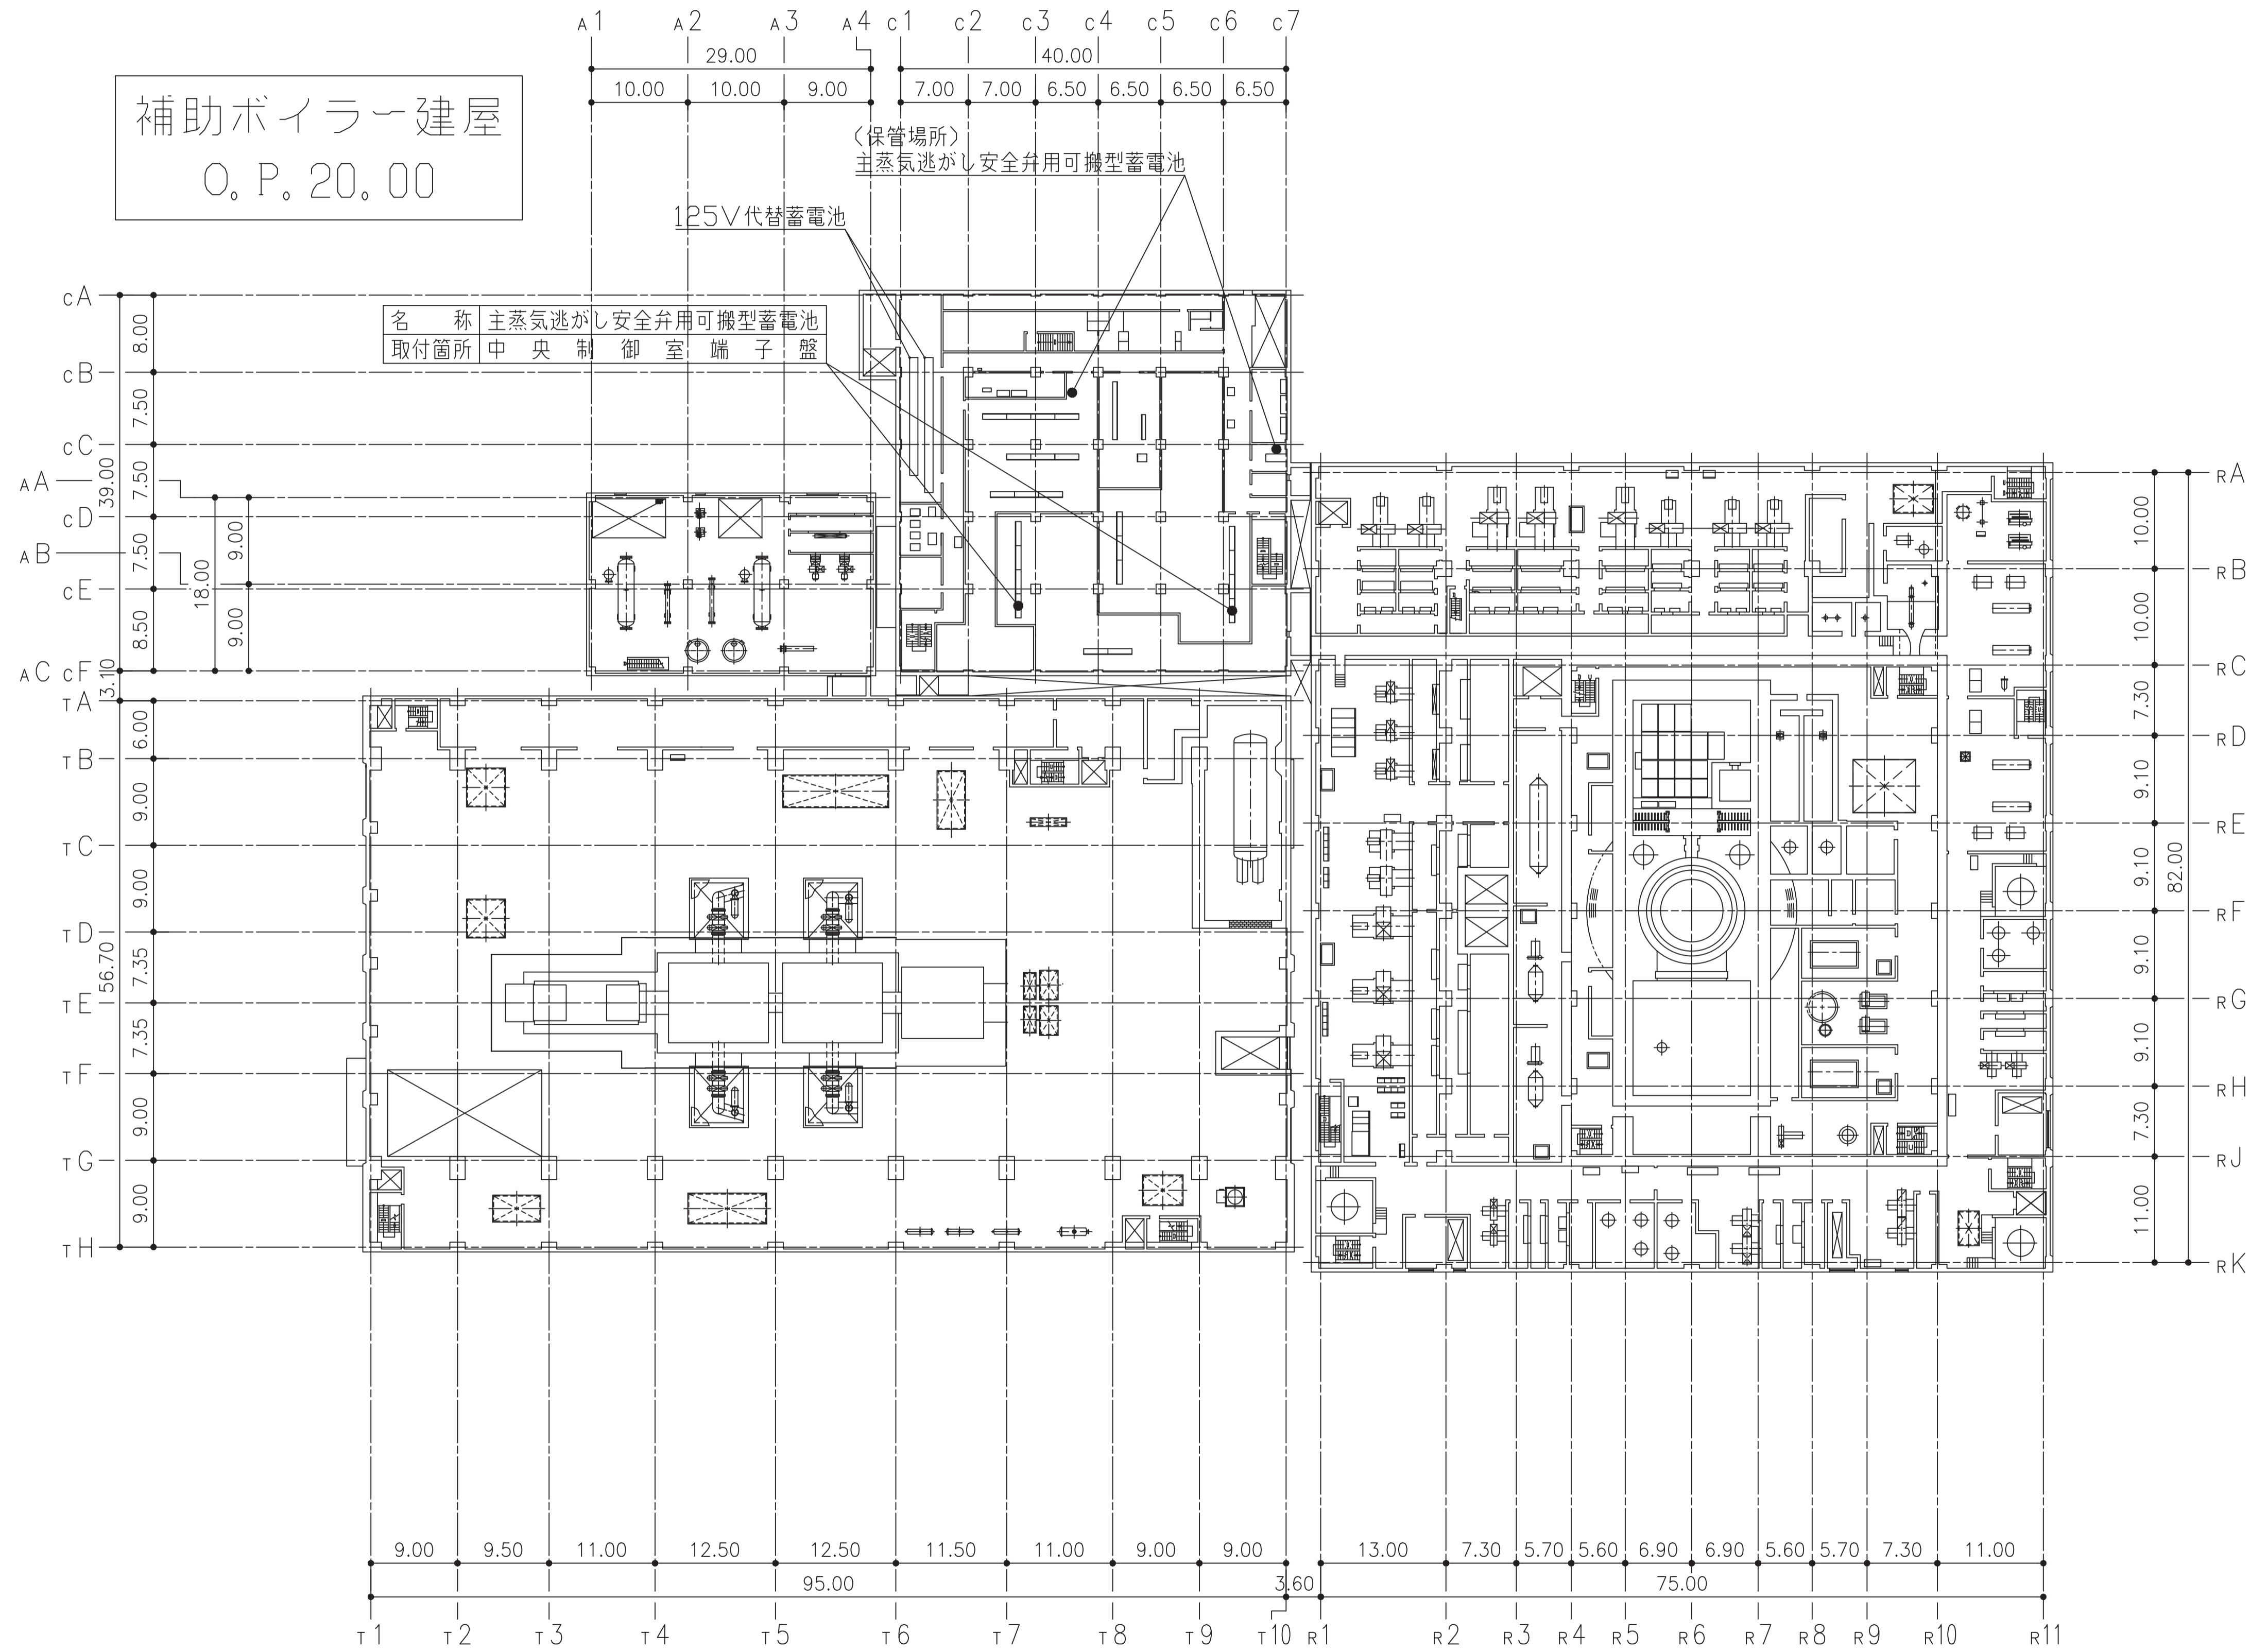 A1 A2 A3 A4 C1 C2 C3 C4 C5 C6 C7
29.00 40.00
10.00 10.00 9.00 7.00 7.00 6.50 6.50 6.50 6.50
補助ボイラー建屋
O.P.20.00
(保管場所)
主蒸気逃がし安全弁用可搬型蓄電池
125V代替蓄電池
名 称 主蒸気逃がし安全弁用可搬型蓄電池
取付箇所 中央制御室端子盤
CA
8.00
CB
7.50
CC
39.00
AA
7.50
CD
9.00
AB
7.50
18.00
CE
8.50
9.00
AC CF
3.10
TA
6.00
TB
9.00
TC
9.00
TD
56.70
7.35
TE
7.35
TF
9.00
TG
9.00
TH
RA
10.00
RB
10.00
RC
7.30
RD
9.10
RE
82.00
9.10
RF
9.10
RG
9.10
RH
7.30
RJ
11.00
RK
9.00 9.50 11.00 12.50 12.50 11.50 11.00 9.00 9.00 13.00 7.30 5.70 5.60 6.90 6.90 5.60 5.70 7.30 11.00
95.00 3.60 75.00
T1 T2 T3 T4 T5 T6 T7 T8 T9 T10 R1 R2 R3 R4 R5 R6 R7 R8 R9 R10 R11